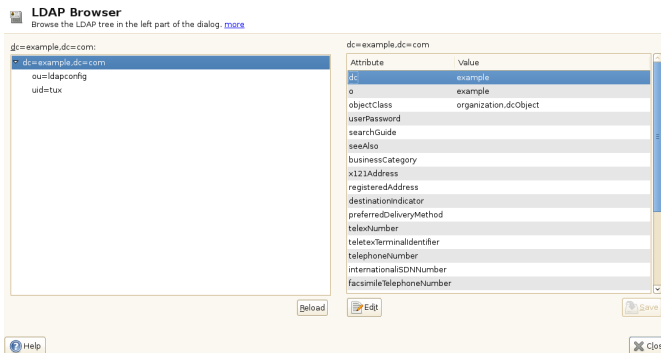 LDAP Browser
Browse the LDAP tree in the left part of the dialog. more
dc=example,dc=com:
dc=example,dc=com
ou=ldapconfig
uid=tux
Reload
dc=example,dc=com
Attribute Value
dc example
o example
objectClass organization,dcObject
userPassword
searchGuide
seeAlso
businessCategory
x121Address
registeredAddress
destinationIndicator
preferredDeliveryMethod
telexNumber
teletexTerminalIdentifier
telephoneNumber
internationaliSDNNumber
facsimileTelephoneNumber
Edit Save
Help Clos